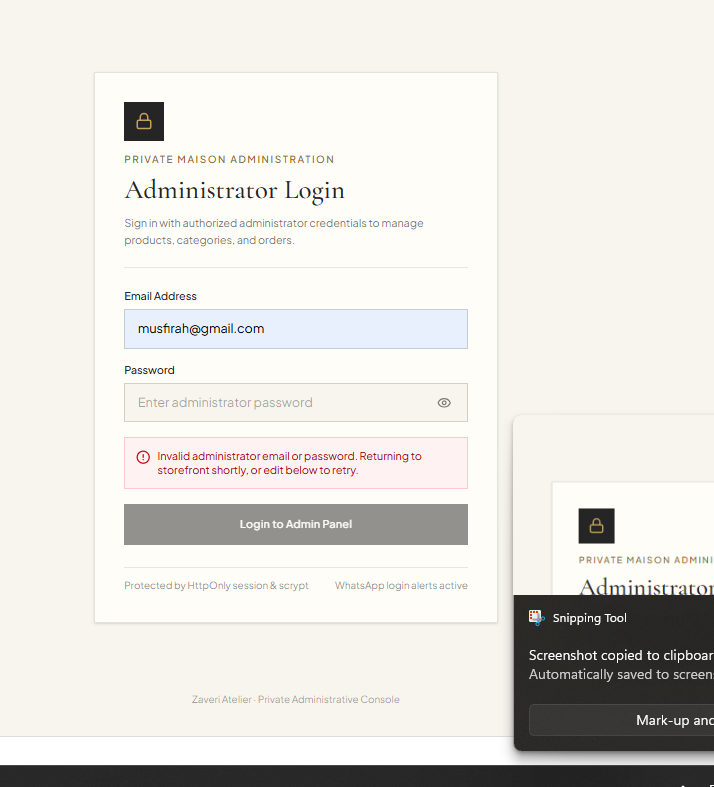 PRIVATE MAISON ADMINISTRATION
Administrator Login
Sign in with authorized administrator credentials to manage
products, categories, and orders.
Email Address
musfirah@gmail.com
Password
Enter administrator password
Invalid administrator email or password. Returning to
storefront shortly, or edit below to retry.
Login to Admin Panel
Protected by HttpOnly session & scrypt
WhatsApp login alerts active
Zaveri Atelier · Private Administrative Console
PRIVATE MAISON ADMINI
Administrator
Snipping Tool
Screenshot copied to clipboar
Automatically saved to screens
Mark-up and